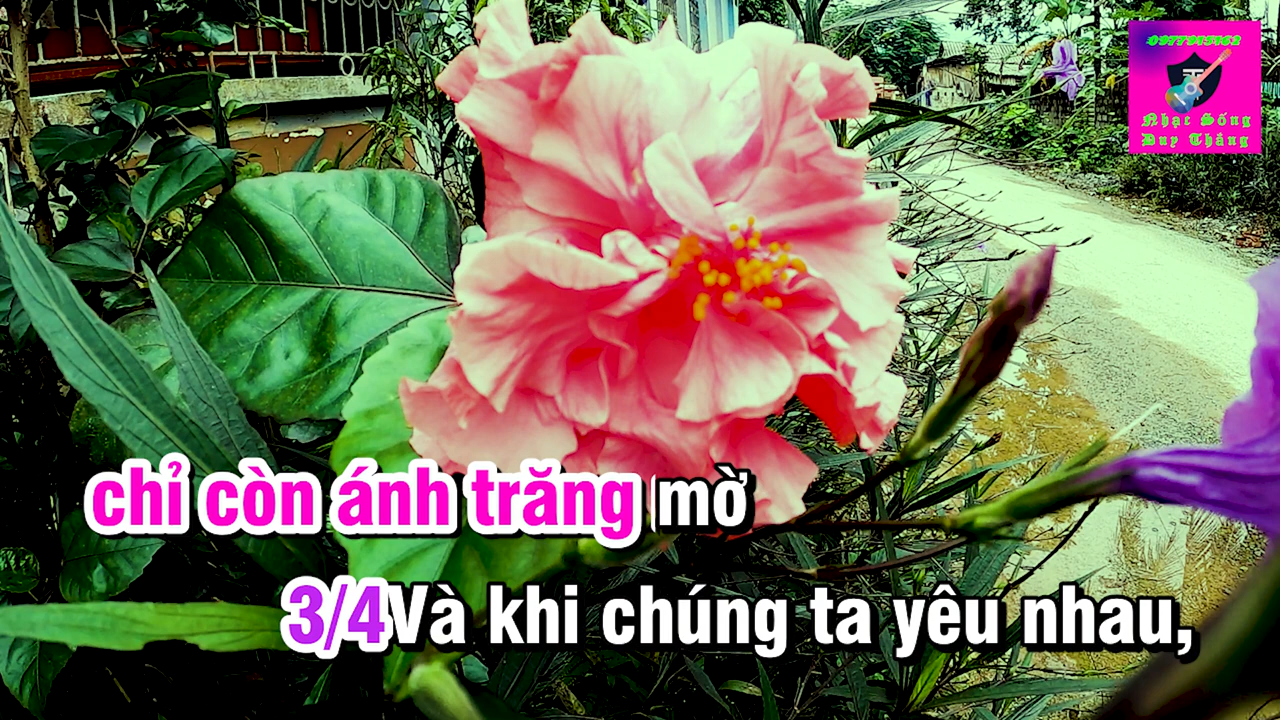 Nhạc Sống
Duy Thắng
chỉ còn ánh trăng mờ
3/4Và khi chúng ta yêu nhau,